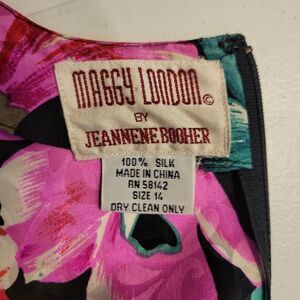 MAGGY LONDON©
BY
JEANNENE BOOHER
100% SILK
MADE IN CHINA
RN 58142
SIZE 14
DRY CLEAN ONLY